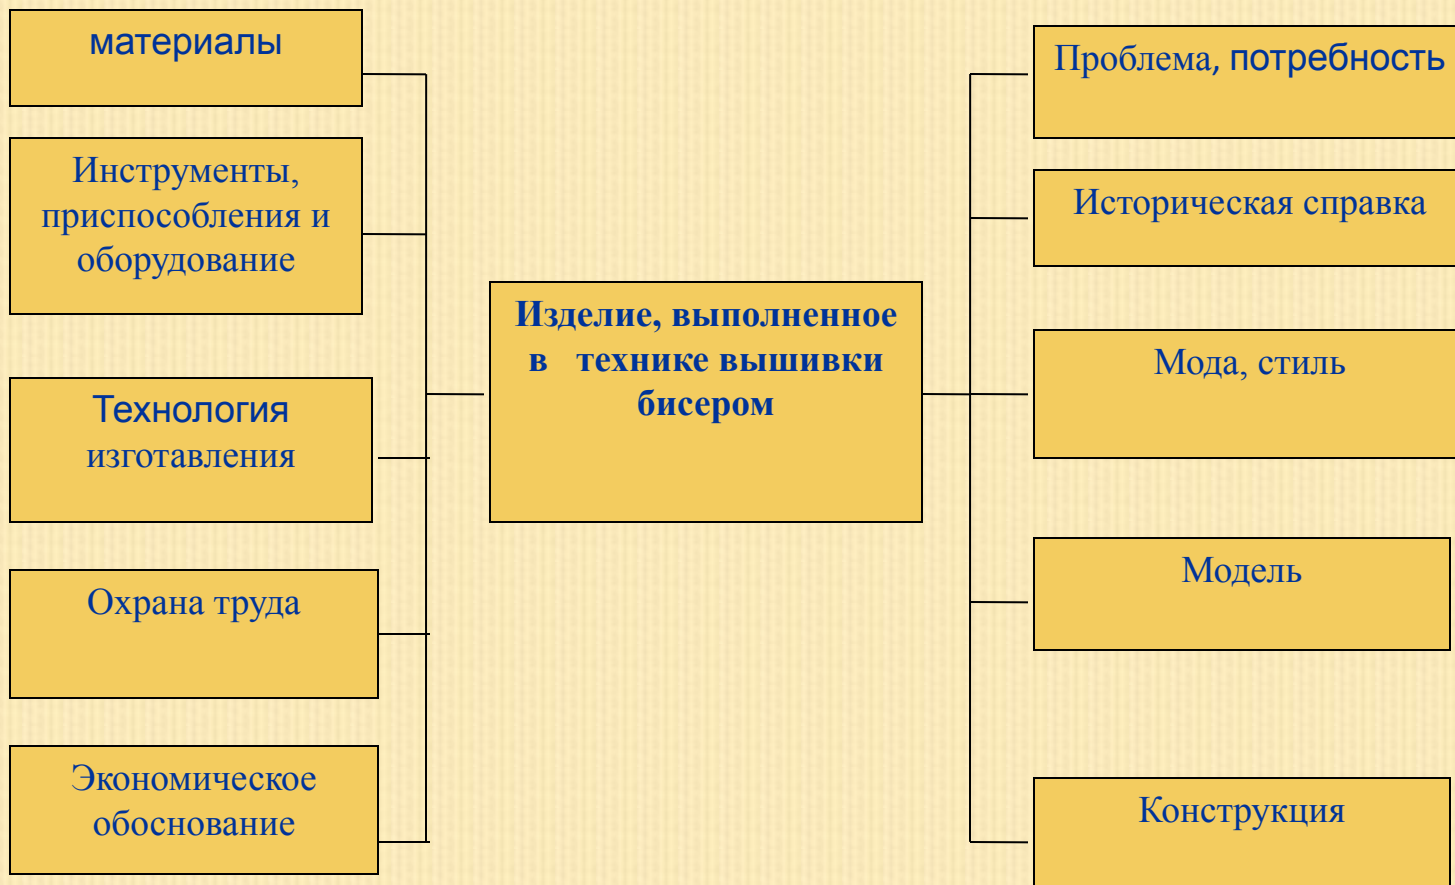 материалы
Инструменты,
приспособления и
оборудование
Технология
изготавления
Охрана труда
Экономическое
обоснование
Изделие, выполненное
в технике вышивки
бисером
Проблема, потребность
Историческая справка
Мода, стиль
Модель
Конструкция